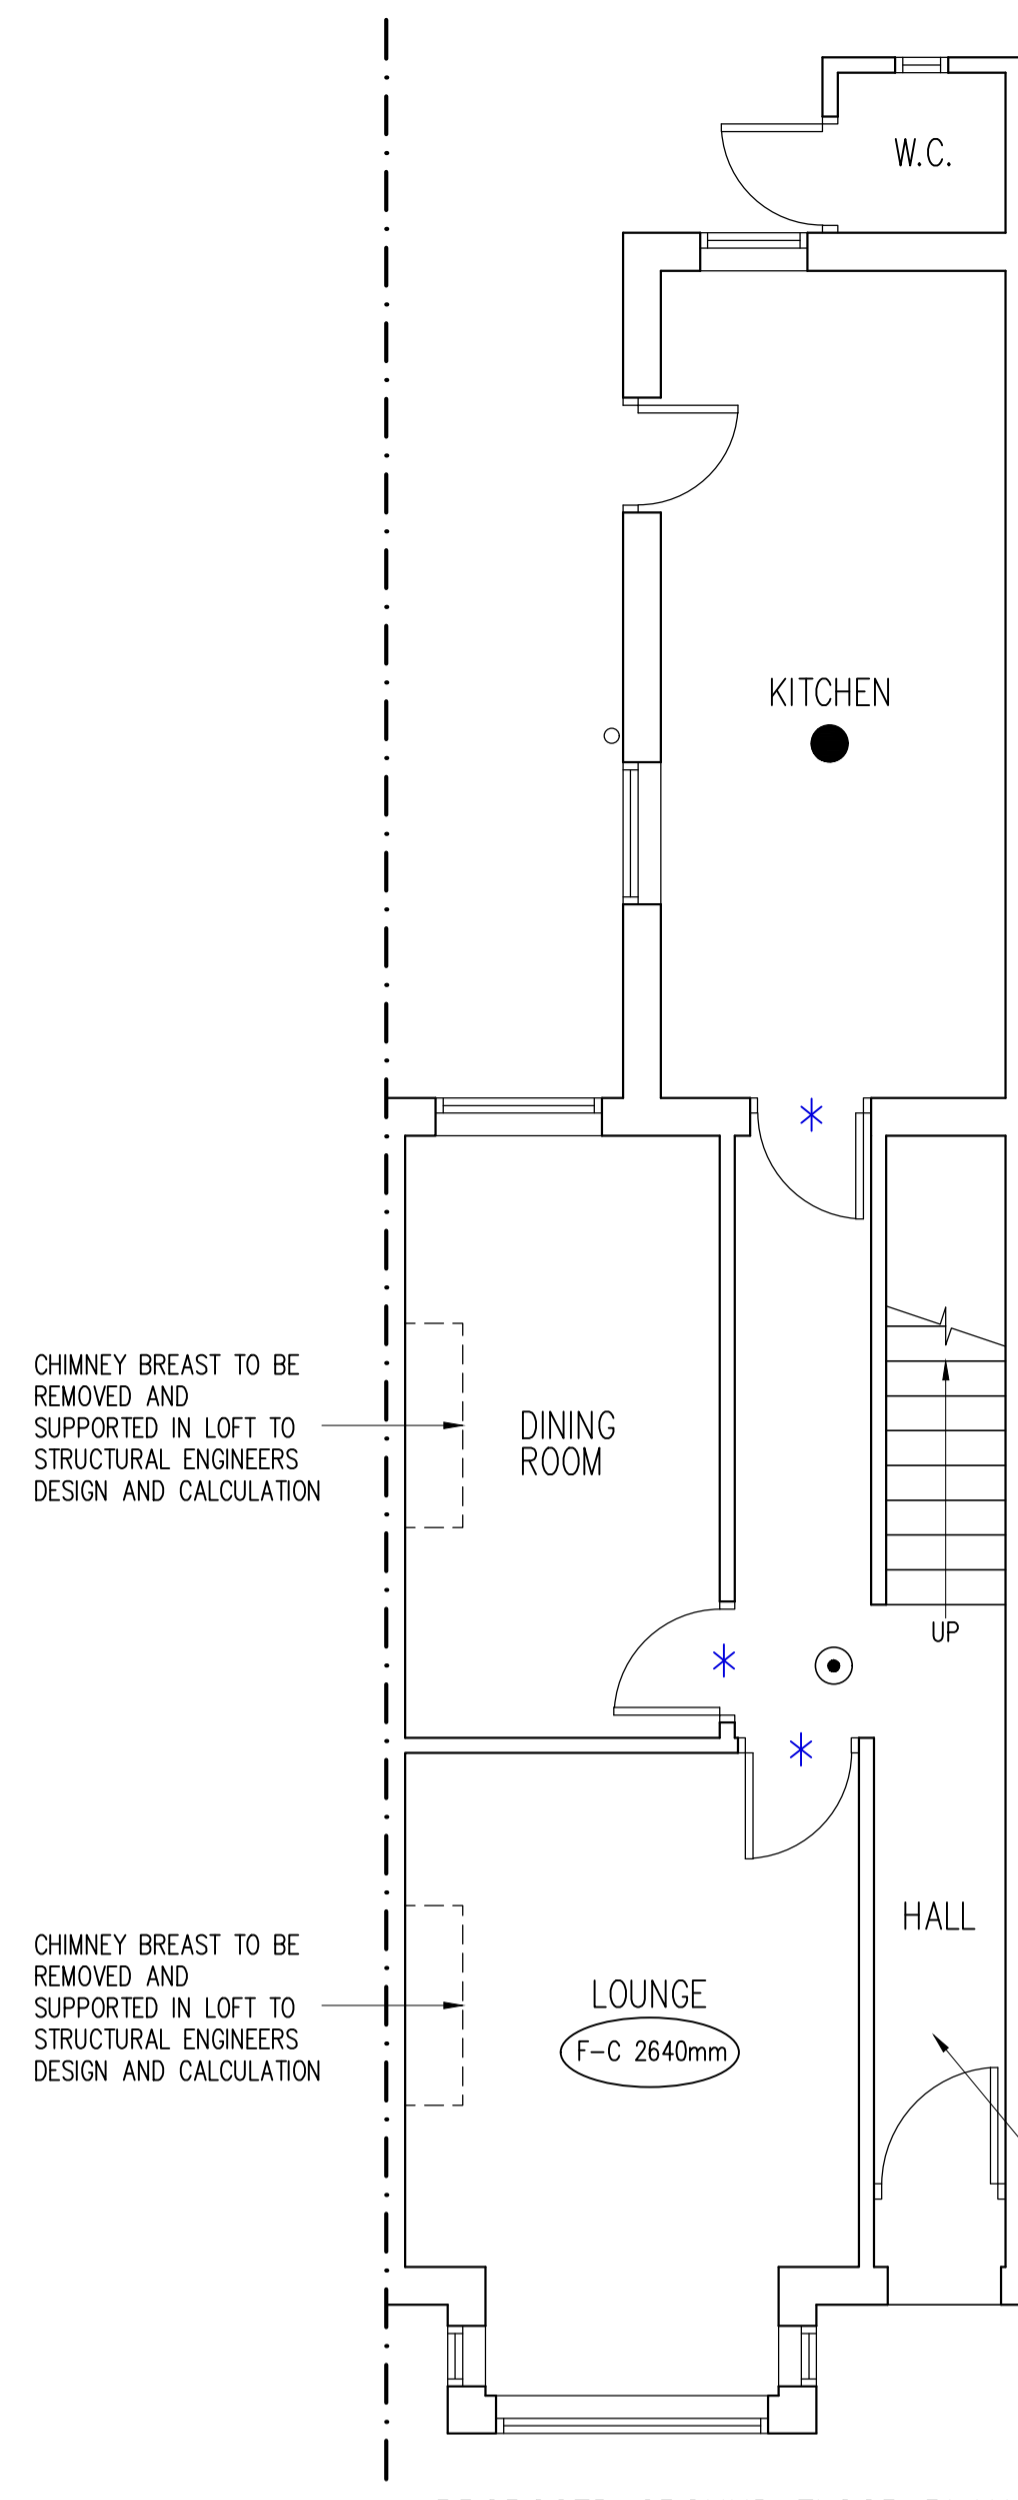 W.C.
KITCHEN
CHIMNEY BREAST TO BE
REMOVED AND
SUPPORTED IN LOFT TO
STRUCTURAL ENGINEERS
DESIGN AND CALCULATION
DINING
ROOM
UP
HALL
CHIMNEY BREAST TO BE
REMOVED AND
SUPPORTED IN LOFT TO
STRUCTURAL ENGINEERS
DESIGN AND CALCULATION
LOUNGE
F-C 2640mm